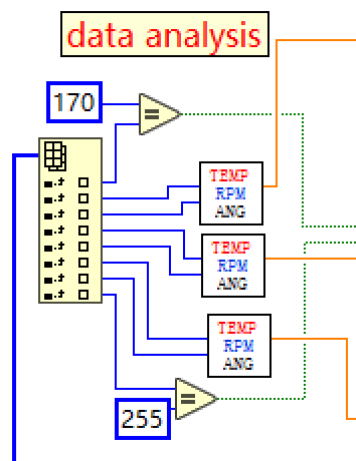 data analysis
170
=
TEMP
RPM
ANG
TEMP
RPM
ANG
TEMP
RPM
ANG
=
255